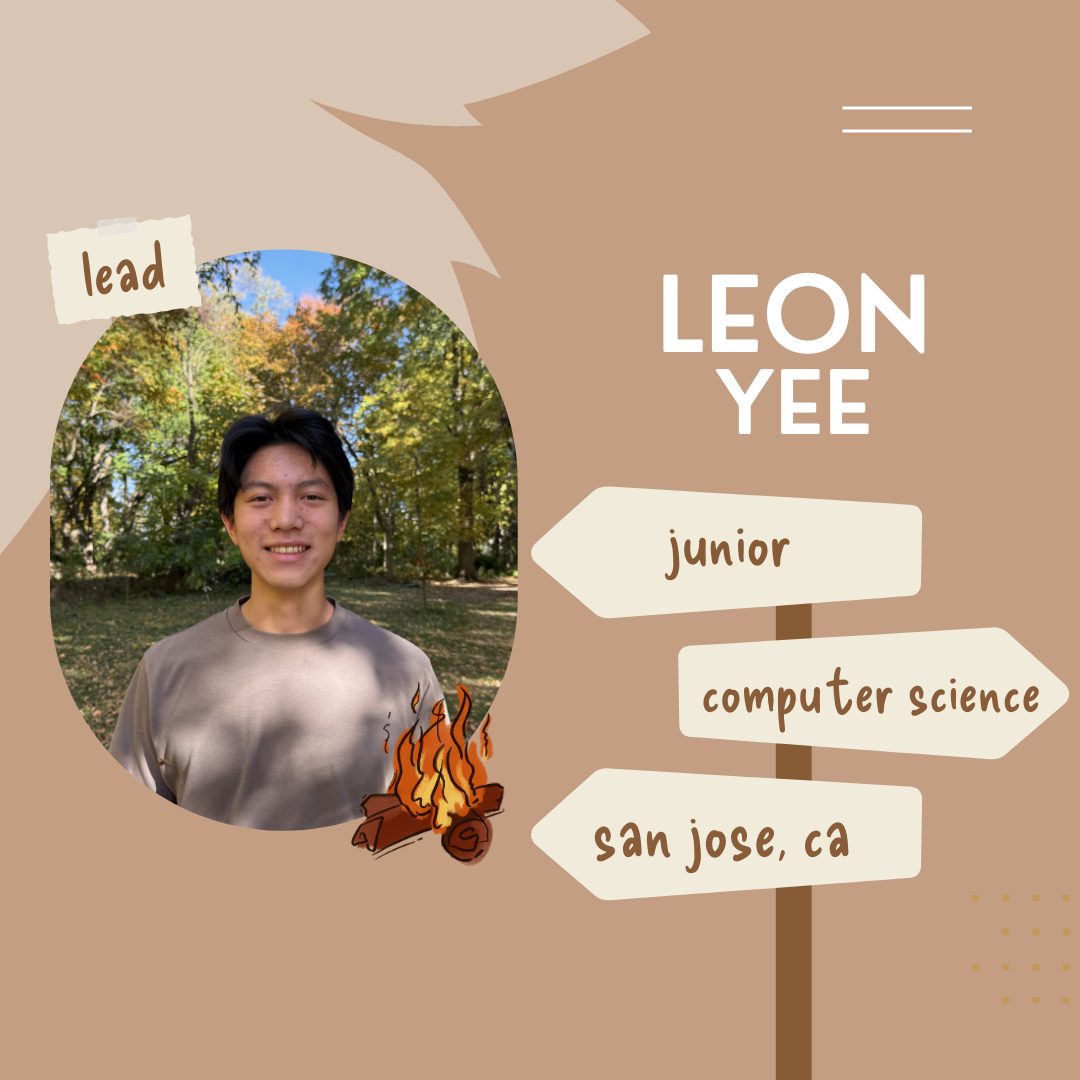 lead
LEON
YEE
junior
computer science
san jose, ca